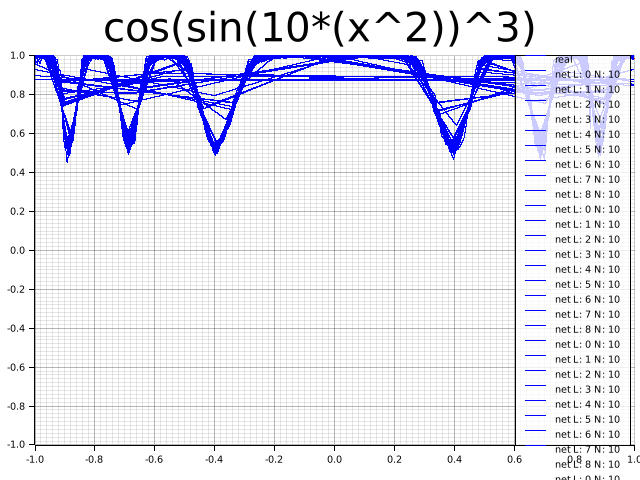 cos(sin(10*(x^2))^3)
1.0
0.8
0.6
0.4
0.2
0.0
-0.2
-0.4
-0.6
-0.8
-1.0
-1.0 -0.8 -0.6 -0.4 -0.2 0.0 0.2 0.4 0.6 0.8 1.0
real
net L: 0 N: 10
net L: 1 N: 10
net L: 2 N: 10
net L: 3 N: 10
net L: 4 N: 10
net L: 5 N: 10
net L: 6 N: 10
net L: 7 N: 10
net L: 8 N: 10
net L: 0 N: 10
net L: 1 N: 10
net L: 2 N: 10
net L: 3 N: 10
net L: 4 N: 10
net L: 5 N: 10
net L: 6 N: 10
net L: 7 N: 10
net L: 8 N: 10
net L: 0 N: 10
net L: 1 N: 10
net L: 2 N: 10
net L: 3 N: 10
net L: 4 N: 10
net L: 5 N: 10
net L: 6 N: 10
net L: 7 N: 10
net L: 8 N: 10
net L: 0 N: 10